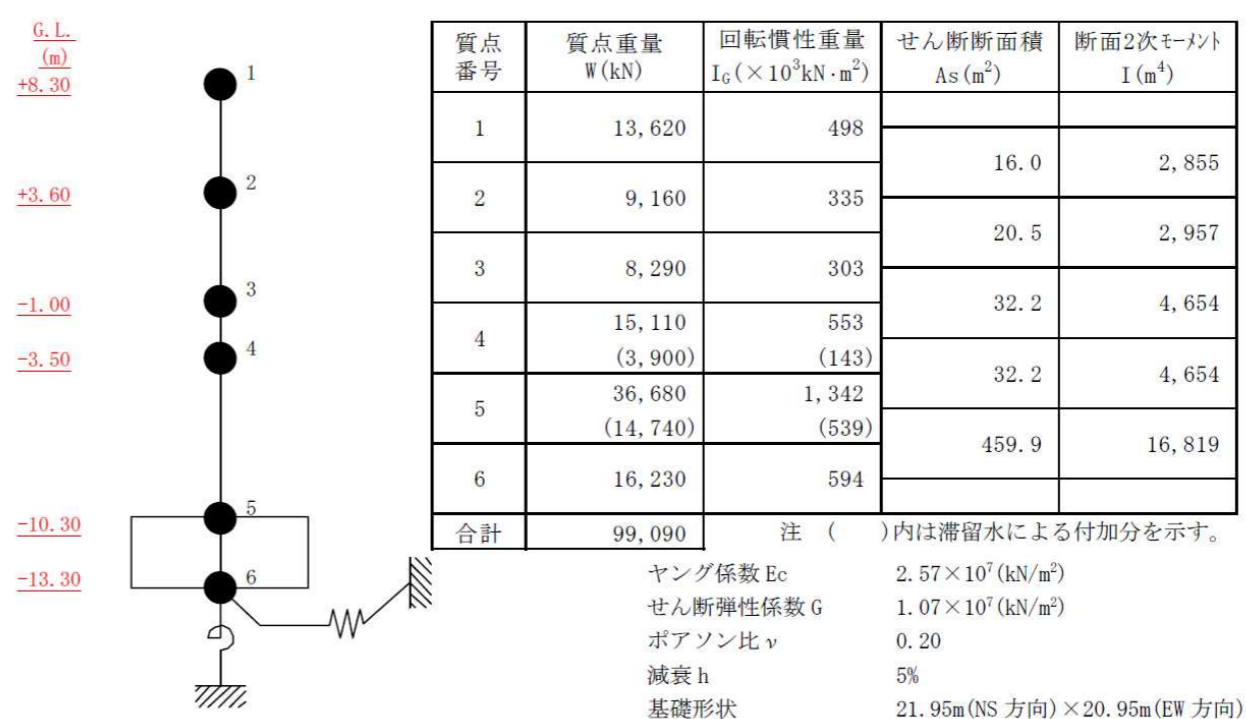 G.L.
(m)
+8.30
+3.60
-1.00
-3.50
-10.30
-13.30
1
2
3
4
5
6
質点番号 質点重量 W(kN) 回転慣性重量 I_G(×10³kN·m²) せん断断面積 As(m²) 断面2次モーメント I(m⁴)
1 13,620 498
16.0 2,855
2 9,160 335
20.5 2,957
3 8,290 303
32.2 4,654
4 15,110 553
(3,900) (143)
32.2 4,654
5 36,680 1,342
(14,740) (539)
459.9 16,819
6 16,230 594
合計 99,090
注 ( )内は滞留水による付加分を示す。
ヤング係数 Ec 2.57×10⁷(kN/m²)
せん断弾性係数 G 1.07×10⁷(kN/m²)
ポアソン比 ν 0.20
減衰 h 5%
基礎形状 21.95m(NS 方向)×20.95m(EW 方向)